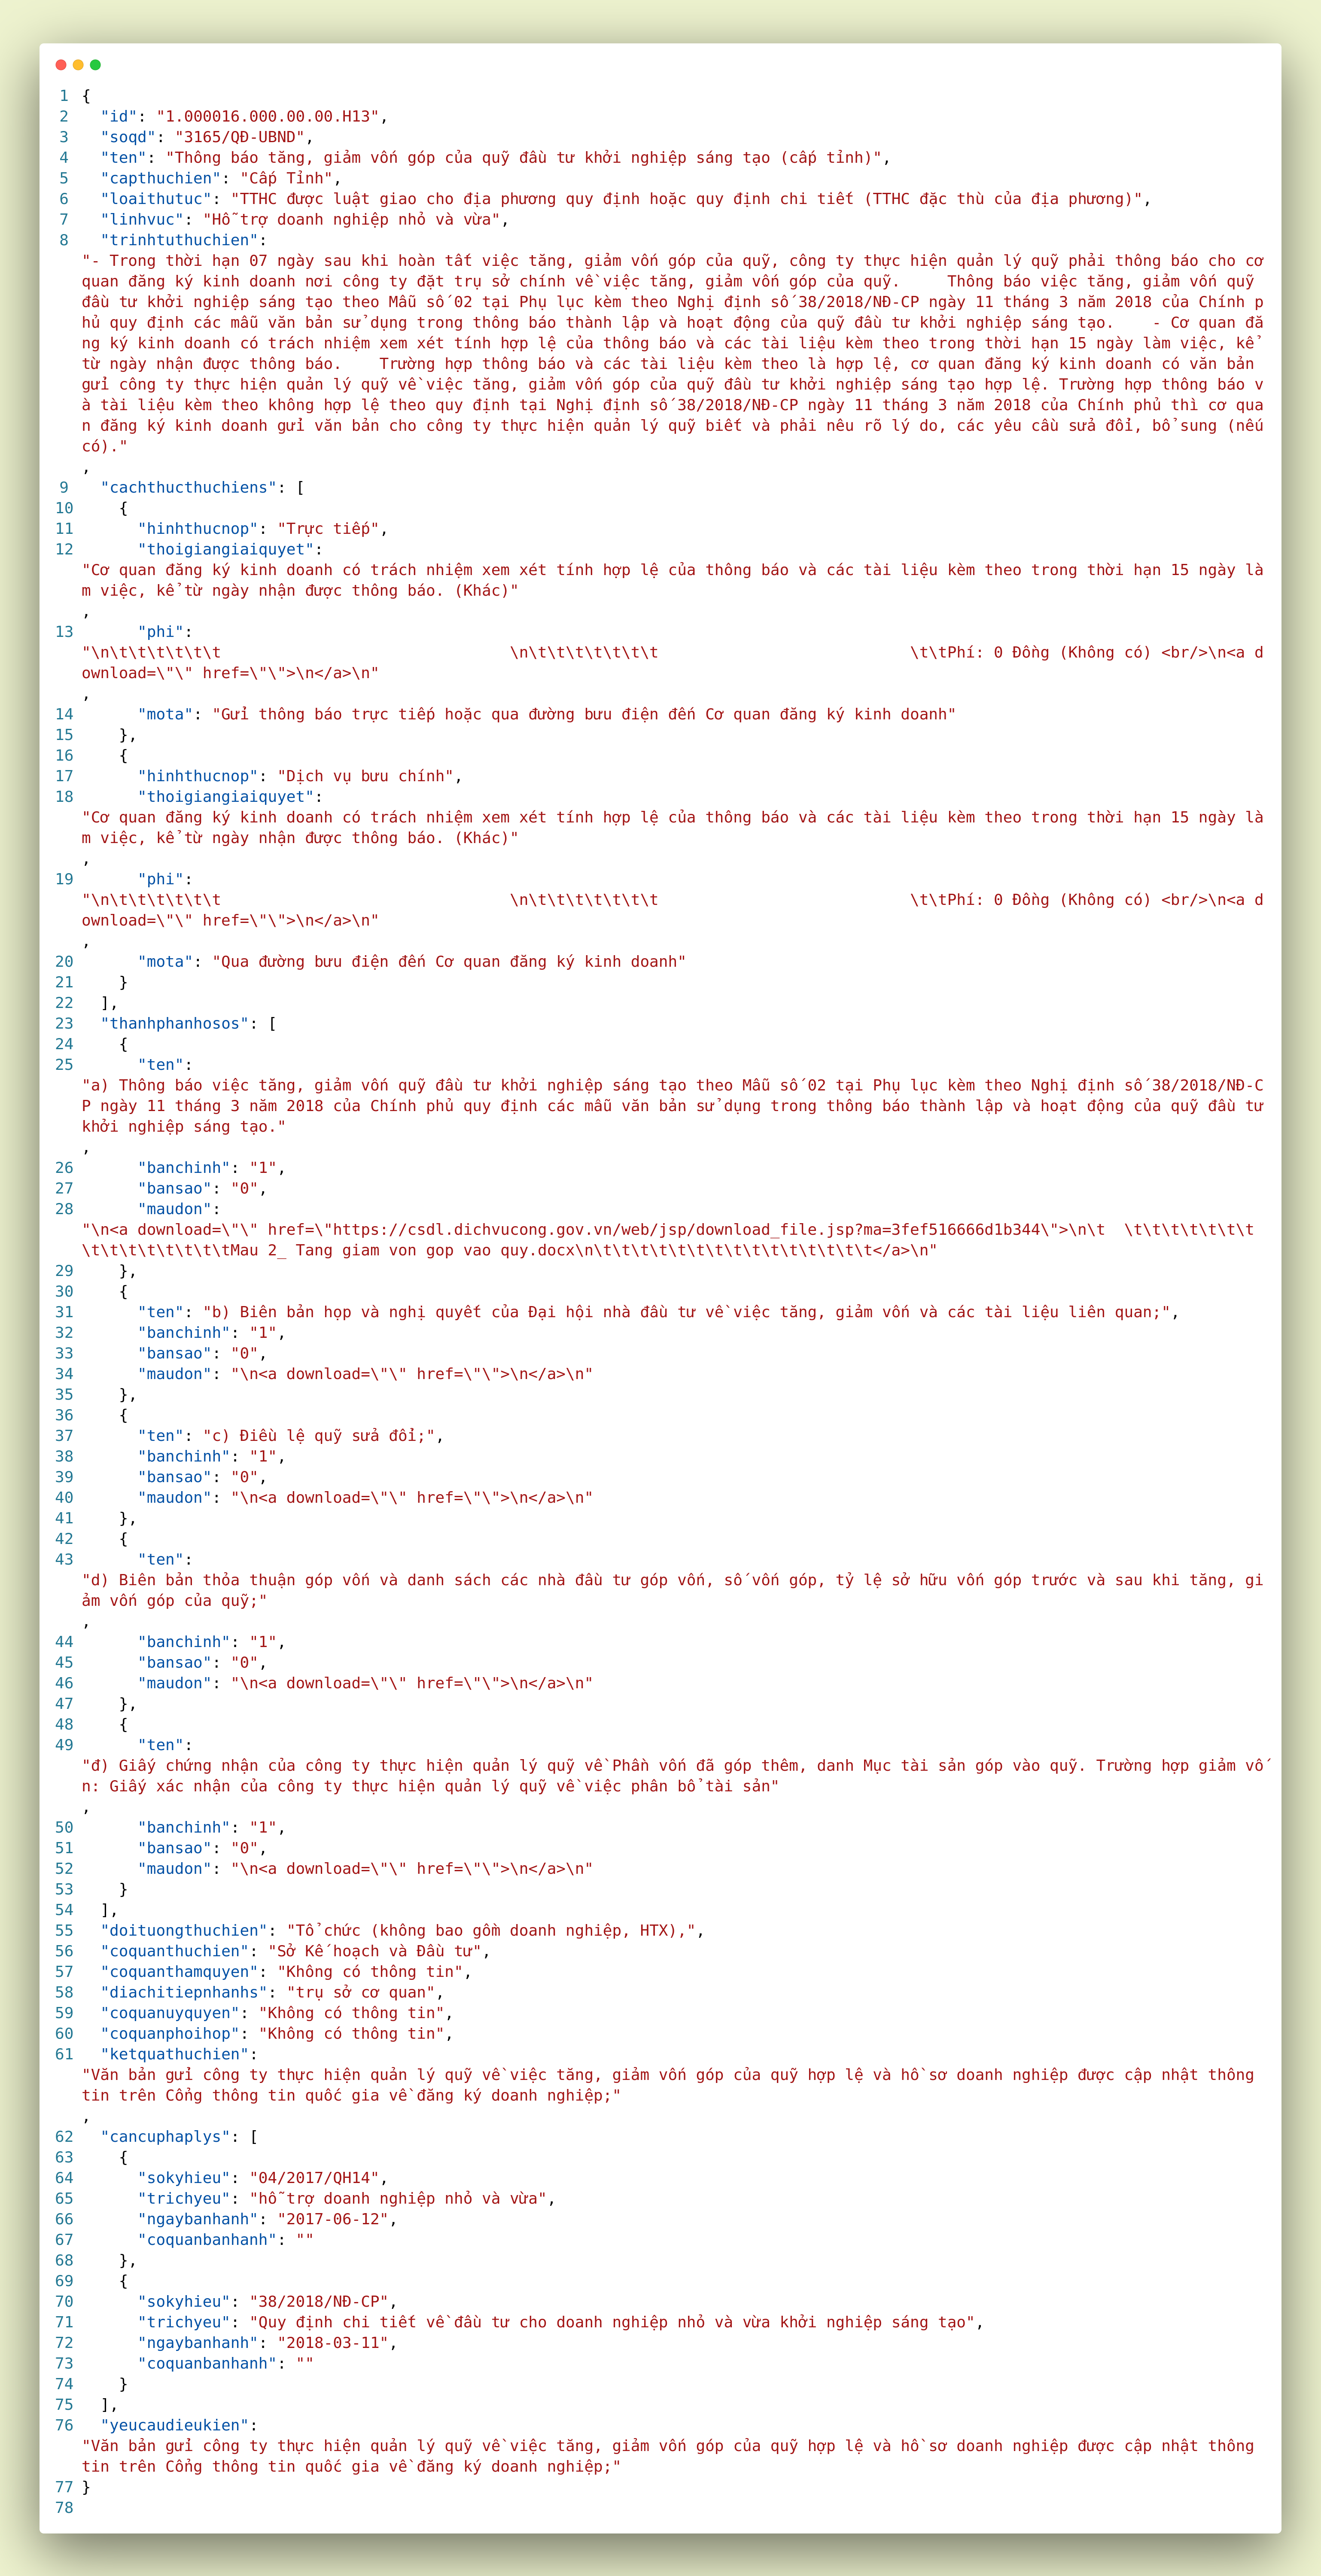 1 {
2   "id": "1.000016.000.00.00.H13",
3   "soqd": "3165/QĐ-UBND",
4   "ten": "Thông báo tăng, giảm vốn góp của quỹ đầu tư khởi nghiệp sáng tạo (cấp tỉnh)",
5   "capthuchien": "Cấp Tỉnh",
6   "loaithutuc": "TTHC được luật giao cho địa phương quy định hoặc quy định chi tiết (TTHC đặc thù của địa phương)",
7   "linhvuc": "Hỗ trợ doanh nghiệp nhỏ và vừa",
8   "trinhtuthuchien":
"- Trong thời hạn 07 ngày sau khi hoàn tất việc tăng, giảm vốn góp của quỹ, công ty thực hiện quản lý quỹ phải thông báo cho cơ
quan đăng ký kinh doanh nơi công ty đặt trụ sở chính về việc tăng, giảm vốn góp của quỹ.     Thông báo việc tăng, giảm vốn quỹ
đầu tư khởi nghiệp sáng tạo theo Mẫu số 02 tại Phụ lục kèm theo Nghị định số 38/2018/NĐ-CP ngày 11 tháng 3 năm 2018 của Chính p
hủ quy định các mẫu văn bản sử dụng trong thông báo thành lập và hoạt động của quỹ đầu tư khởi nghiệp sáng tạo.    - Cơ quan đă
ng ký kinh doanh có trách nhiệm xem xét tính hợp lệ của thông báo và các tài liệu kèm theo trong thời hạn 15 ngày làm việc, kể
từ ngày nhận được thông báo.    Trường hợp thông báo và các tài liệu kèm theo là hợp lệ, cơ quan đăng ký kinh doanh có văn bản
gửi công ty thực hiện quản lý quỹ về việc tăng, giảm vốn góp của quỹ đầu tư khởi nghiệp sáng tạo hợp lệ. Trường hợp thông báo v
à tài liệu kèm theo không hợp lệ theo quy định tại Nghị định số 38/2018/NĐ-CP ngày 11 tháng 3 năm 2018 của Chính phủ thì cơ qua
n đăng ký kinh doanh gửi văn bản cho công ty thực hiện quản lý quỹ biết và phải nêu rõ lý do, các yêu cầu sửa đổi, bổ sung (nếu
có)."
,
9   "cachthucthuchiens": [
10     {
11       "hinhthucnop": "Trực tiếp",
12       "thoigiangiaiquyet":
"Cơ quan đăng ký kinh doanh có trách nhiệm xem xét tính hợp lệ của thông báo và các tài liệu kèm theo trong thời hạn 15 ngày là
m việc, kể từ ngày nhận được thông báo. (Khác)"
,
13       "phi":
"\n\t\t\t\t\t\t                               \n\t\t\t\t\t\t\t                           \t\tPhí: 0 Đồng (Không có) <br/>\n<a d
ownload=\"\" href=\"\">\n</a>\n"
,
14       "mota": "Gửi thông báo trực tiếp hoặc qua đường bưu điện đến Cơ quan đăng ký kinh doanh"
15     },
16     {
17       "hinhthucnop": "Dịch vụ bưu chính",
18       "thoigiangiaiquyet":
"Cơ quan đăng ký kinh doanh có trách nhiệm xem xét tính hợp lệ của thông báo và các tài liệu kèm theo trong thời hạn 15 ngày là
m việc, kể từ ngày nhận được thông báo. (Khác)"
,
19       "phi":
"\n\t\t\t\t\t\t                               \n\t\t\t\t\t\t\t                           \t\tPhí: 0 Đồng (Không có) <br/>\n<a d
ownload=\"\" href=\"\">\n</a>\n"
,
20       "mota": "Qua đường bưu điện đến Cơ quan đăng ký kinh doanh"
21     }
22   ],
23   "thanhphanhosos": [
24     {
25       "ten":
"a) Thông báo việc tăng, giảm vốn quỹ đầu tư khởi nghiệp sáng tạo theo Mẫu số 02 tại Phụ lục kèm theo Nghị định số 38/2018/NĐ-C
P ngày 11 tháng 3 năm 2018 của Chính phủ quy định các mẫu văn bản sử dụng trong thông báo thành lập và hoạt động của quỹ đầu tư
khởi nghiệp sáng tạo."
,
26       "banchinh": "1",
27       "bansao": "0",
28       "maudon":
"\n<a download=\"\" href=\"https://csdl.dichvucong.gov.vn/web/jsp/download_file.jsp?ma=3fef516666d1b344\">\n\t  \t\t\t\t\t\t\t
\t\t\t\t\t\t\t\tMau 2_ Tang giam von gop vao quy.docx\n\t\t\t\t\t\t\t\t\t\t\t\t\t\t\t</a>\n"
29     },
30     {
31       "ten": "b) Biên bản họp và nghị quyết của Đại hội nhà đầu tư về việc tăng, giảm vốn và các tài liệu liên quan;",
32       "banchinh": "1",
33       "bansao": "0",
34       "maudon": "\n<a download=\"\" href=\"\">\n</a>\n"
35     },
36     {
37       "ten": "c) Điều lệ quỹ sửa đổi;",
38       "banchinh": "1",
39       "bansao": "0",
40       "maudon": "\n<a download=\"\" href=\"\">\n</a>\n"
41     },
42     {
43       "ten":
"d) Biên bản thỏa thuận góp vốn và danh sách các nhà đầu tư góp vốn, số vốn góp, tỷ lệ sở hữu vốn góp trước và sau khi tăng, gi
ảm vốn góp của quỹ;"
,
44       "banchinh": "1",
45       "bansao": "0",
46       "maudon": "\n<a download=\"\" href=\"\">\n</a>\n"
47     },
48     {
49       "ten":
"đ) Giấy chứng nhận của công ty thực hiện quản lý quỹ về Phần vốn đã góp thêm, danh Mục tài sản góp vào quỹ. Trường hợp giảm vố
n: Giấy xác nhận của công ty thực hiện quản lý quỹ về việc phân bổ tài sản"
,
50       "banchinh": "1",
51       "bansao": "0",
52       "maudon": "\n<a download=\"\" href=\"\">\n</a>\n"
53     }
54   ],
55   "doituongthuchien": "Tổ chức (không bao gồm doanh nghiệp, HTX),",
56   "coquanthuchien": "Sở Kế hoạch và Đầu tư",
57   "coquanthamquyen": "Không có thông tin",
58   "diachitiepnhanhs": "trụ sở cơ quan",
59   "coquanuyquyen": "Không có thông tin",
60   "coquanphoihop": "Không có thông tin",
61   "ketquathuchien":
"Văn bản gửi công ty thực hiện quản lý quỹ về việc tăng, giảm vốn góp của quỹ hợp lệ và hồ sơ doanh nghiệp được cập nhật thông
tin trên Cổng thông tin quốc gia về đăng ký doanh nghiệp;"
,
62   "cancuphaplys": [
63     {
64       "sokyhieu": "04/2017/QH14",
65       "trichyeu": "hỗ trợ doanh nghiệp nhỏ và vừa",
66       "ngaybanhanh": "2017-06-12",
67       "coquanbanhanh": ""
68     },
69     {
70       "sokyhieu": "38/2018/NĐ-CP",
71       "trichyeu": "Quy định chi tiết về đầu tư cho doanh nghiệp nhỏ và vừa khởi nghiệp sáng tạo",
72       "ngaybanhanh": "2018-03-11",
73       "coquanbanhanh": ""
74     }
75   ],
76   "yeucaudieukien":
"Văn bản gửi công ty thực hiện quản lý quỹ về việc tăng, giảm vốn góp của quỹ hợp lệ và hồ sơ doanh nghiệp được cập nhật thông
tin trên Cổng thông tin quốc gia về đăng ký doanh nghiệp;"
77 }
78